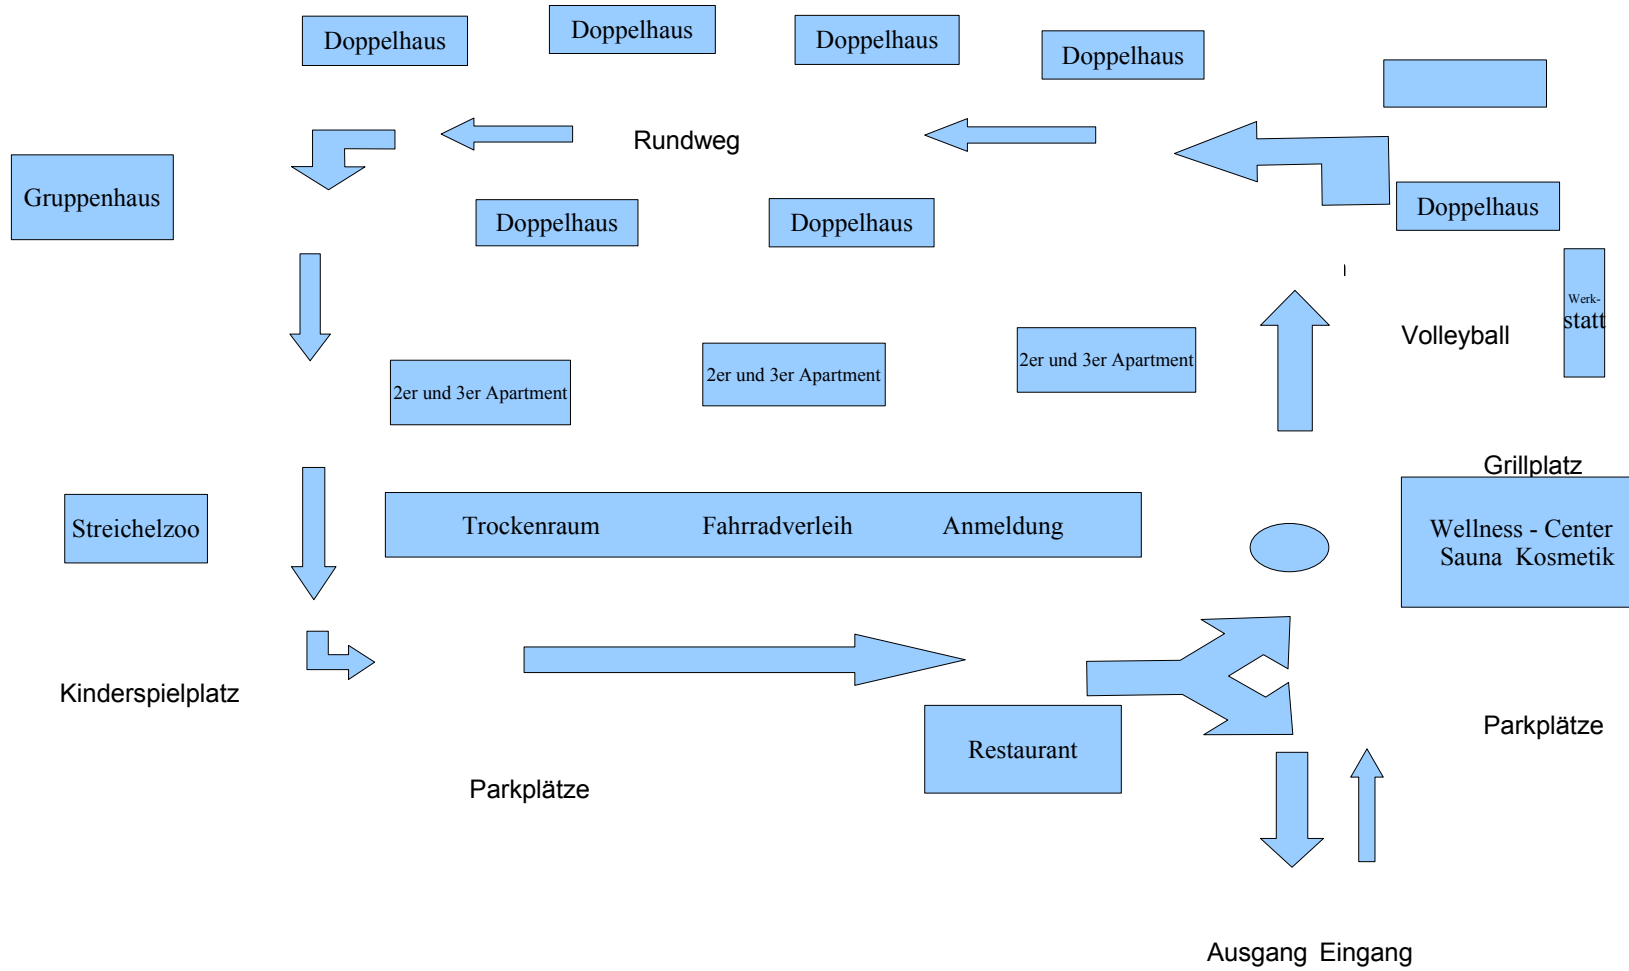 Doppelhaus
Doppelhaus
Doppelhaus
Doppelhaus
Rundweg
Gruppenhaus
Doppelhaus
Doppelhaus
Doppelhaus
Werk-
statt
Volleyball
2er und 3er Apartment
2er und 3er Apartment
2er und 3er Apartment
Grillplatz
Streichelzoo
Trockenraum Fahrradverleih Anmeldung
Wellness - Center
Sauna Kosmetik
Kinderspielplatz
Restaurant
Parkplätze
Parkplätze
Ausgang Eingang